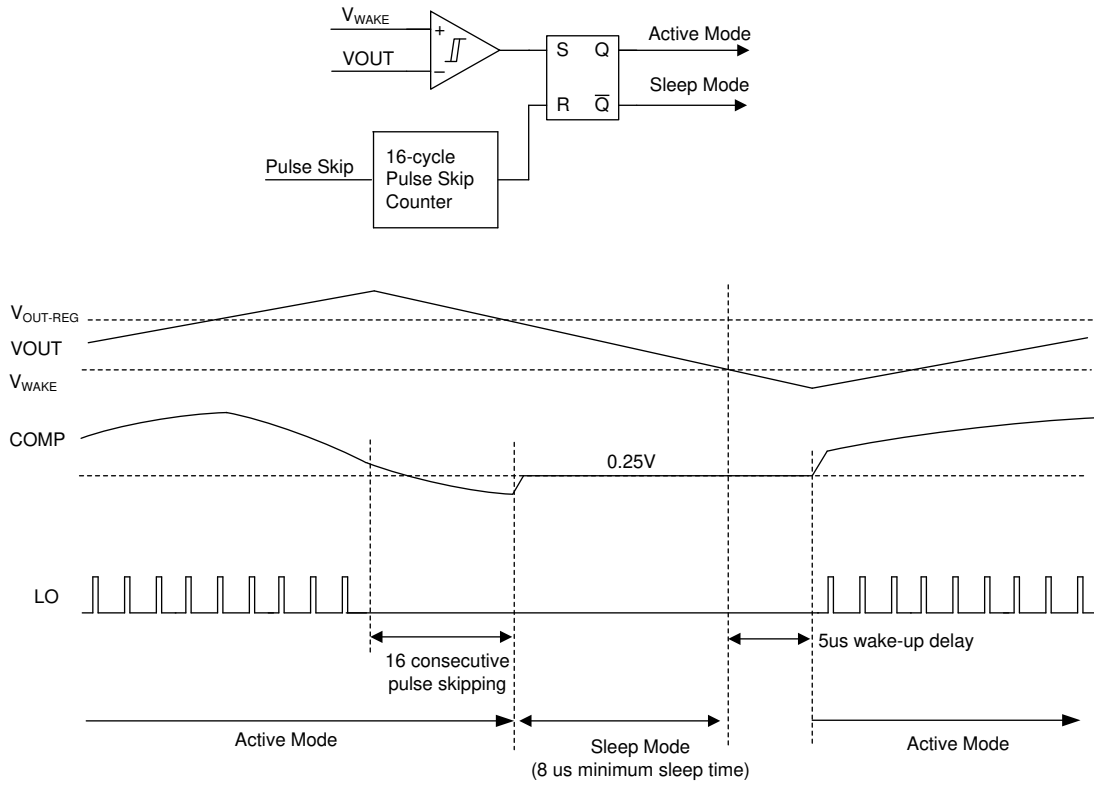 VWAKE
VOUT
+
−
S Q
R Q̅
Active Mode
Sleep Mode
Pulse Skip
16-cycle
Pulse Skip
Counter
VOUT-REG
VOUT
VWAKE
COMP
0.25V
LO
16 consecutive
pulse skipping
5us wake-up delay
Active Mode
Sleep Mode
(8 us minimum sleep time)
Active Mode